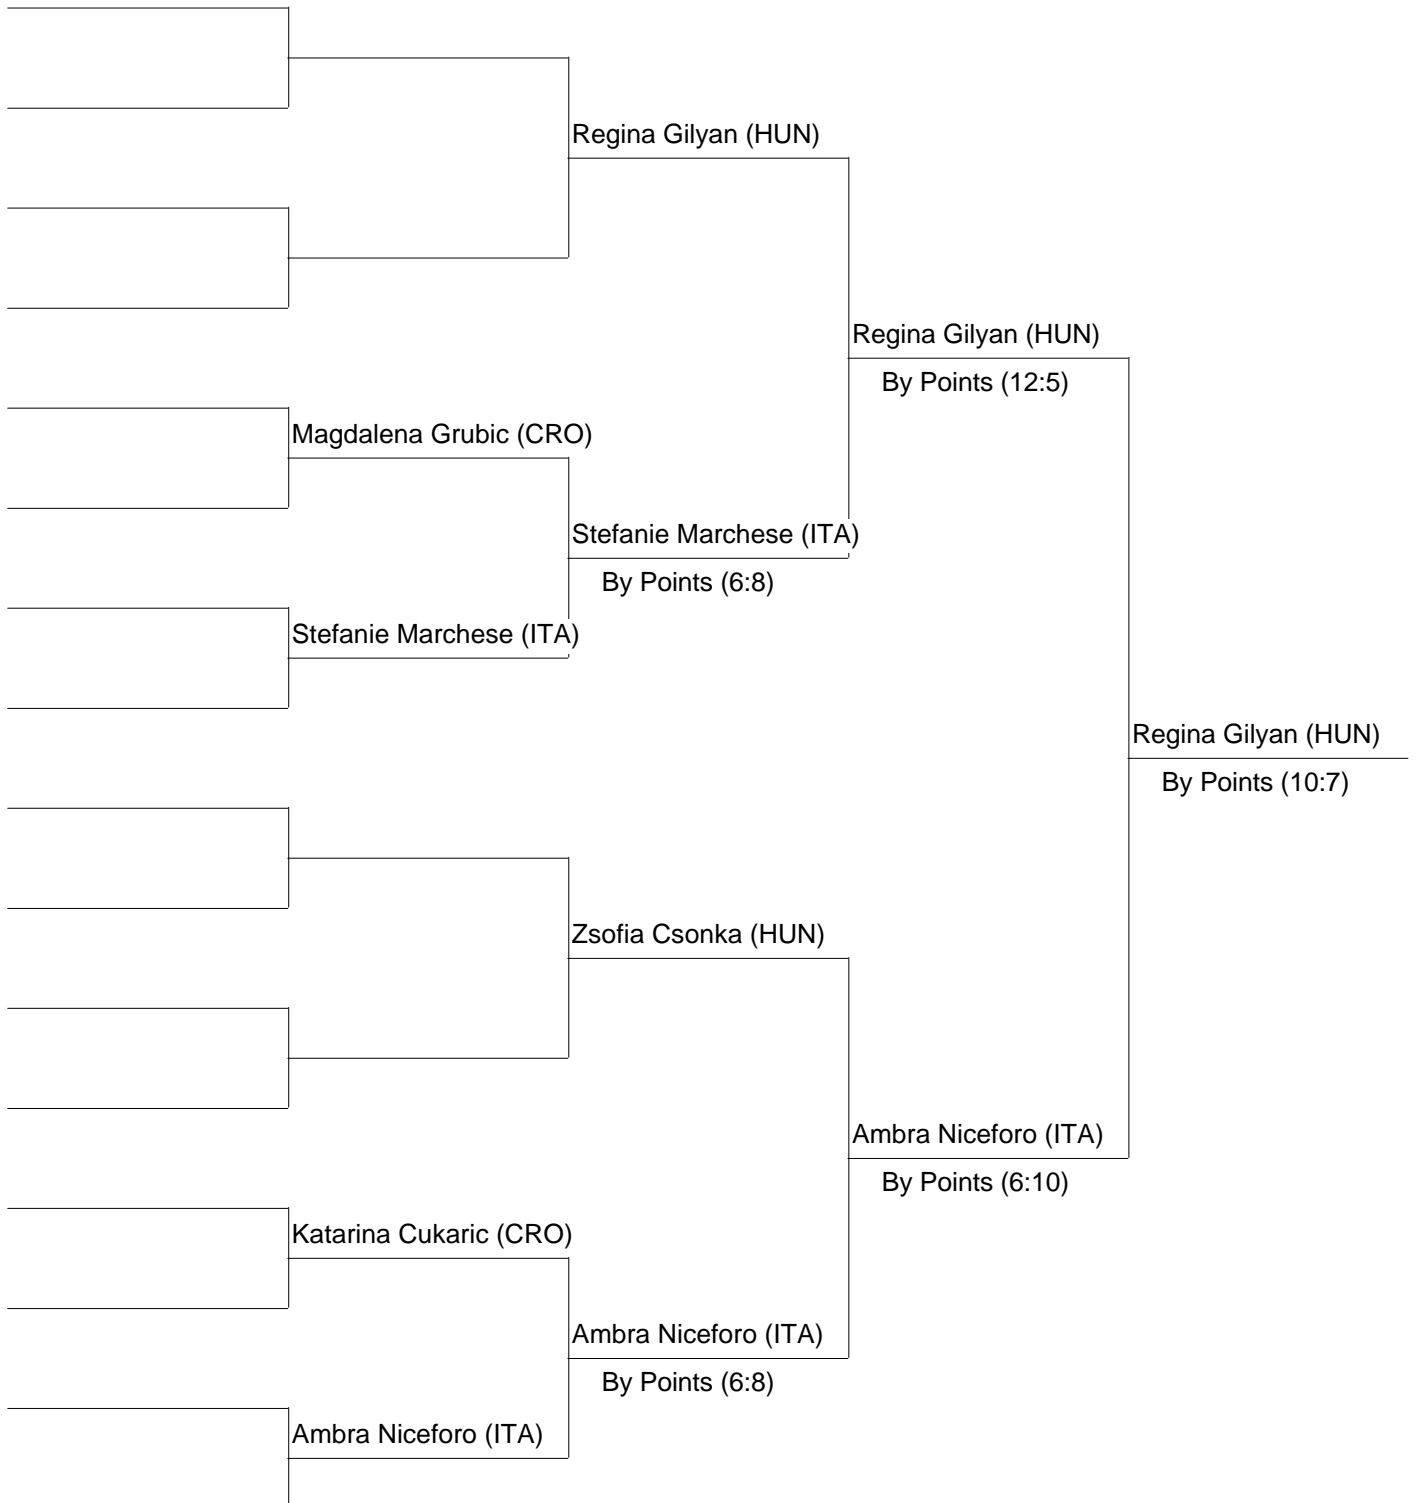 Regina Gilyan (HUN)
Regina Gilyan (HUN)
By Points (12:5)
Magdalena Grubic (CRO)
Stefanie Marchese (ITA)
By Points (6:8)
Stefanie Marchese (ITA)
Regina Gilyan (HUN)
By Points (10:7)
Zsofia Csonka (HUN)
Ambra Niceforo (ITA)
By Points (6:10)
Katarina Cukaric (CRO)
Ambra Niceforo (ITA)
By Points (6:8)
Ambra Niceforo (ITA)